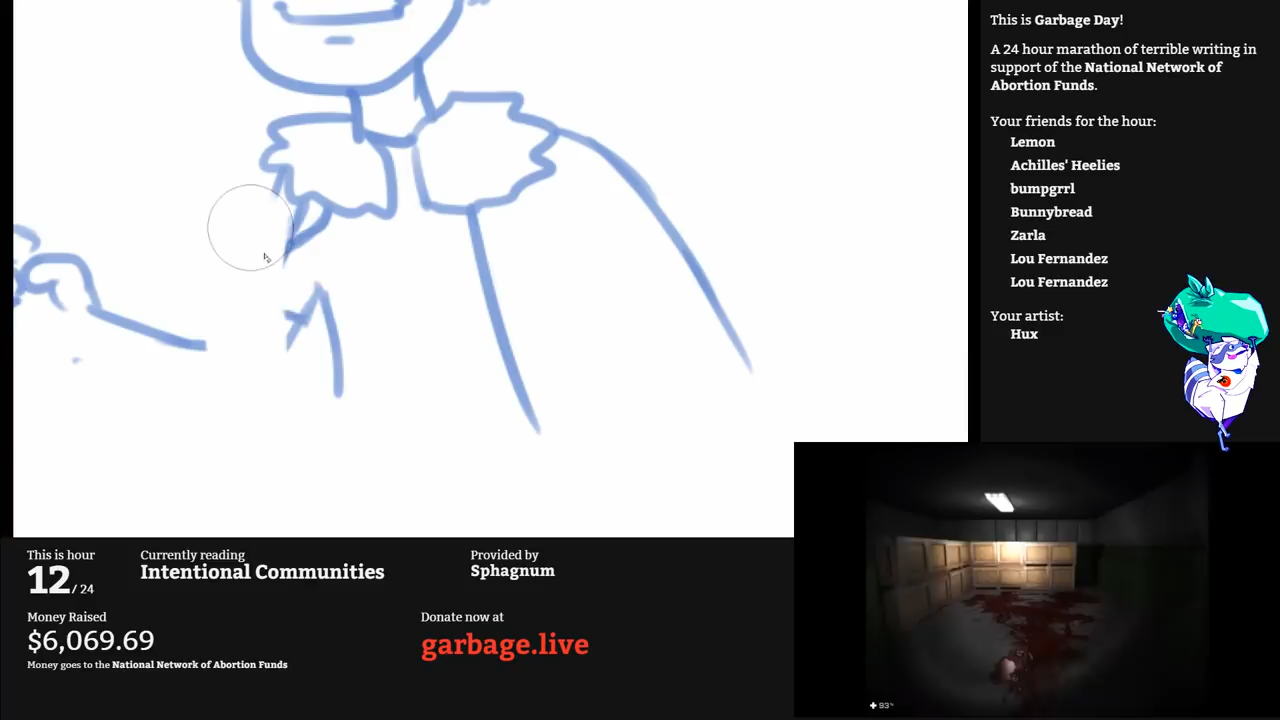 This is Garbage Day!
A 24 hour marathon of terrible writing in
support of the National Network of
Abortion Funds.
Your friends for the hour:
Lemon
Achilles' Heelies
bumpgrrl
Bunnybread
Zarla
Lou Fernandez
Lou Fernandez
Your artist:
Hux
This is hour
12 / 24
Currently reading
Intentional Communities
Provided by
Sphagnum
Money Raised
$6,069.69
Money goes to the National Network of Abortion Funds
Donate now at
garbage.live
93%